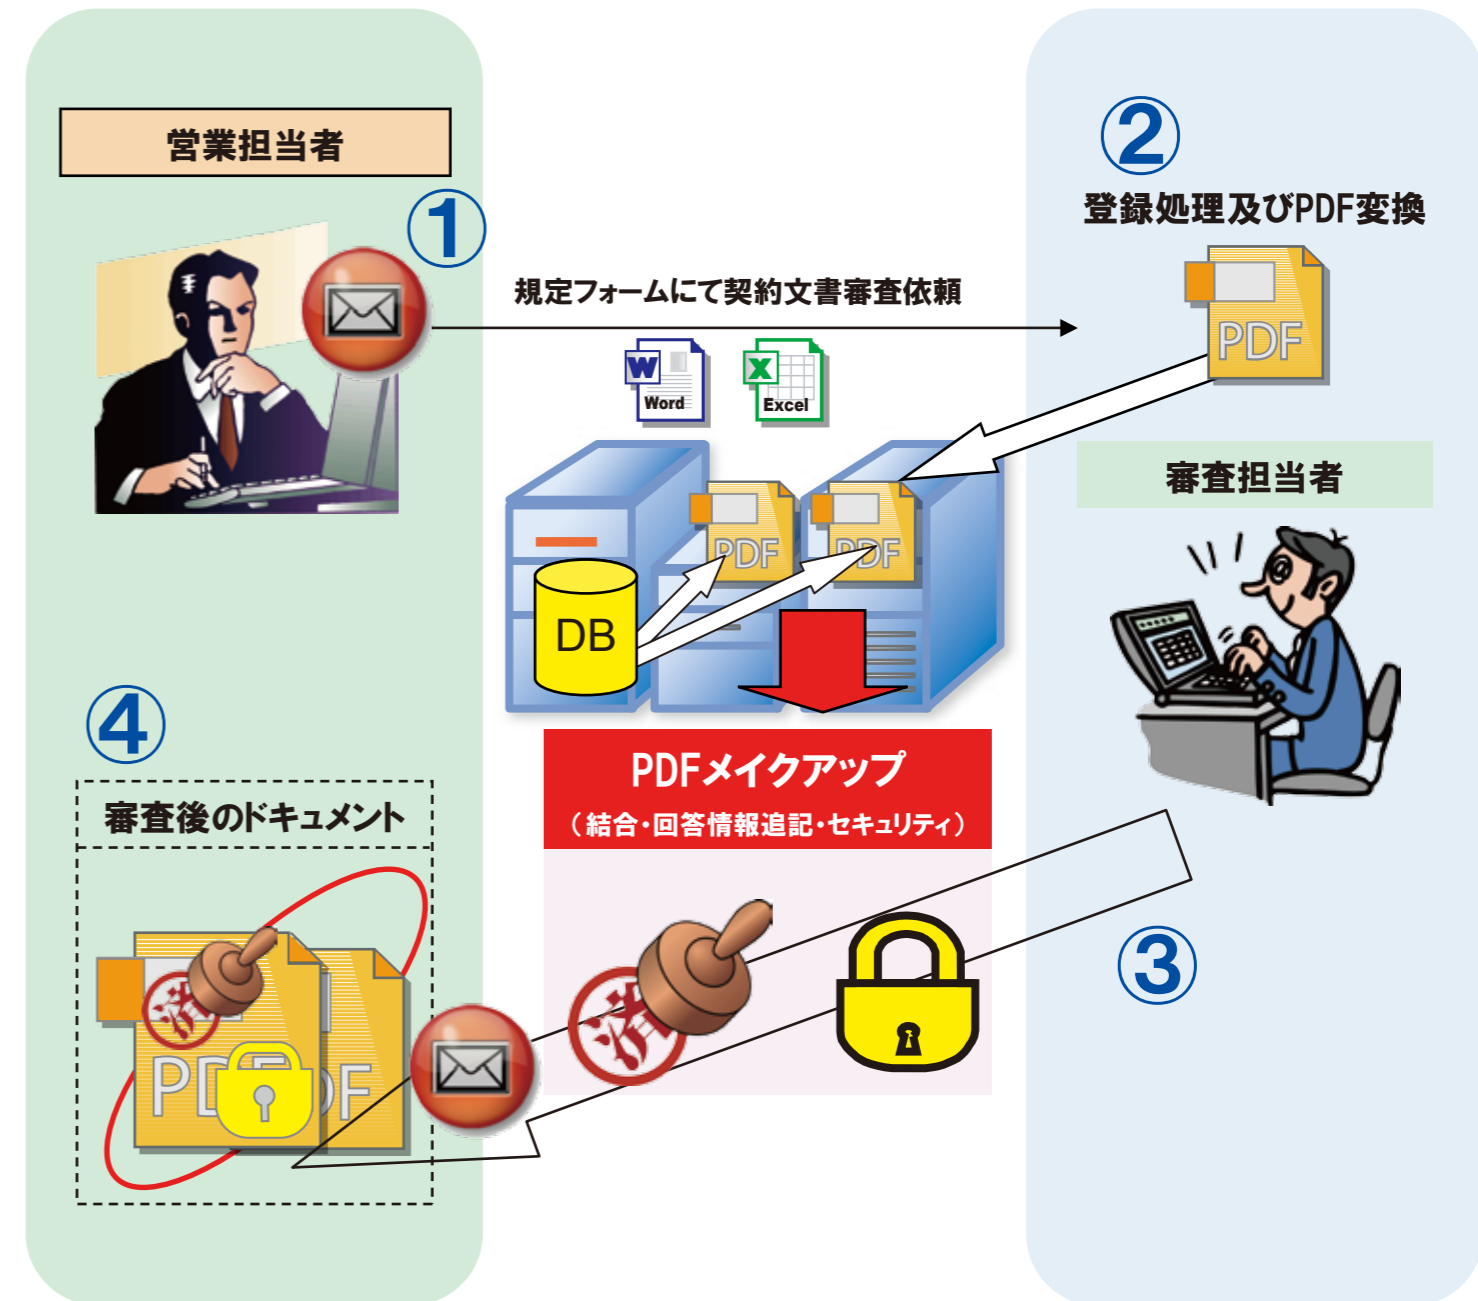 営業担当者
①
②
登録処理及びPDF変換
規定フォームにて契約文書審査依頼
W
Word
X
Excel
PDF
審査担当者
PDF
PDF
DB
④
審査後のドキュメント
PDFメイクアップ
(結合・回答情報追記・セキュリティ)
③
済
済
PDF
PDF